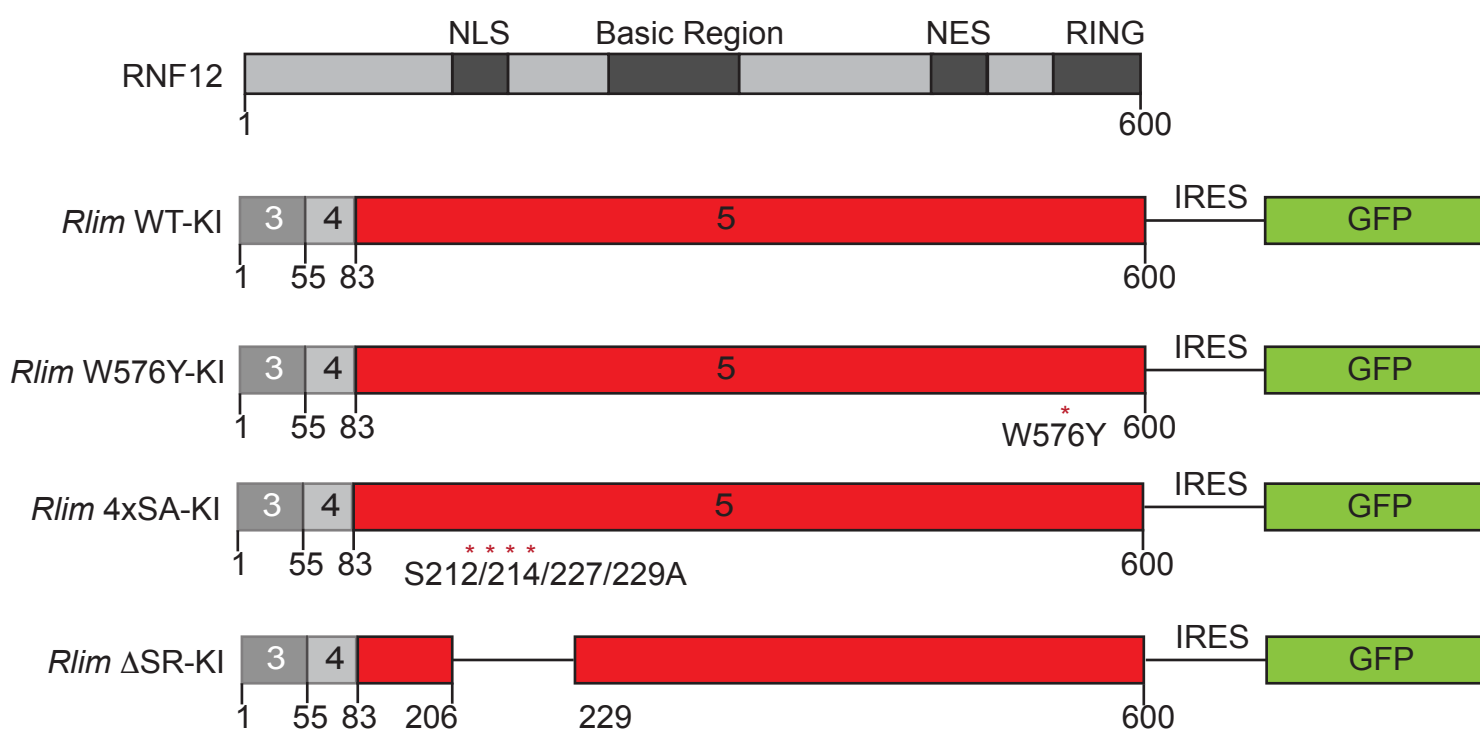 NLS Basic Region NES RING
RNF12
1 600
Rlim WT-KI 3 4 5 IRES GFP
1 55 83 600
Rlim W576Y-KI 3 4 5 IRES GFP
1 55 83 * W576Y 600
Rlim 4xSA-KI 3 4 5 IRES GFP
1 55 83 * * * * 600
S212/214/227/229A
Rlim ΔSR-KI 3 4 IRES GFP
1 55 83 206 229 600